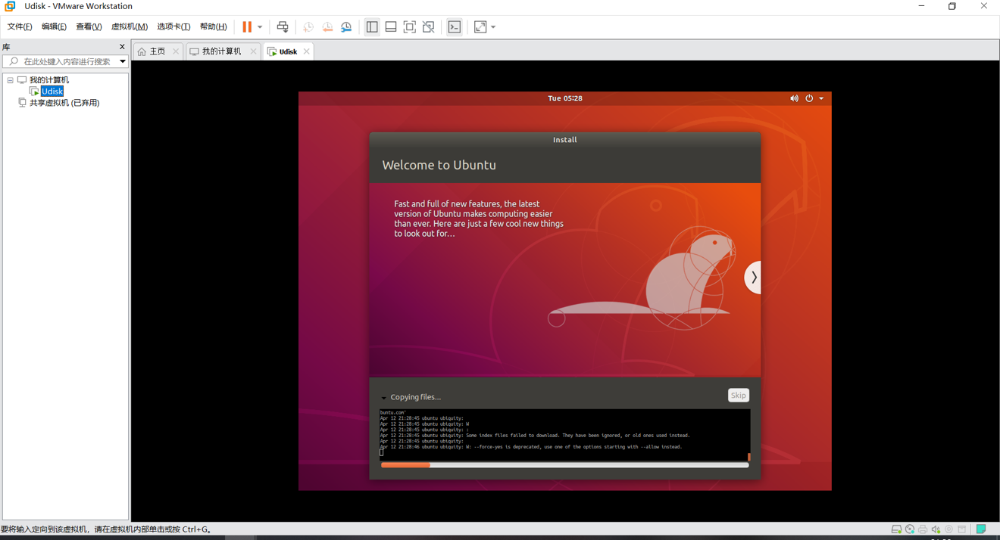 Udisk - VMware Workstation
文件(F) 编辑(E) 查看(V) 虚拟机(M) 选项卡(T) 帮助(H)
库
在此处键入内容进行搜索
我的计算机
Udisk
共享虚拟机 (已弃用)
主页 我的计算机 Udisk
Tue 05:28
Install
Welcome to Ubuntu
Fast and full of new features, the latest
version of Ubuntu makes computing easier
than ever. Here are just a few cool new things
to look out for...
Copying files...
Skip
buntu.com'
Apr 12 21:28:45 ubuntu ubiquity:
Apr 12 21:28:45 ubuntu ubiquity: W
Apr 12 21:28:45 ubuntu ubiquity: :
Apr 12 21:28:45 ubuntu ubiquity: Some index files failed to download. They have been ignored, or old ones used instead.
Apr 12 21:28:45 ubuntu ubiquity:
Apr 12 21:28:46 ubuntu ubiquity: W: --force-yes is deprecated, use one of the options starting with --allow instead.
要将输入定向到该虚拟机，请在虚拟机内部单击或按 Ctrl+G。